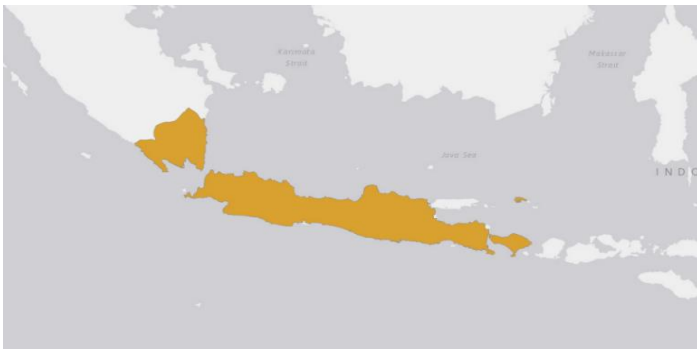 Karimata
Strait
Makassar
Strait
Java Sea
INDO